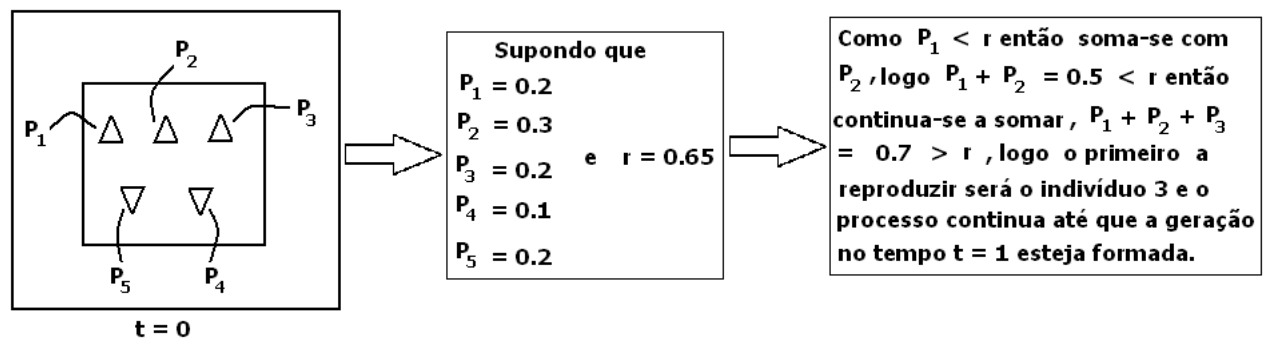 P1
P2
P3
P5
P4
t = 0
Supondo que
P1 = 0.2
P2 = 0.3
P3 = 0.2 e r = 0.65
P4 = 0.1
P5 = 0.2
Como P1 < r então soma-se com
P2 ,logo P1 + P2 = 0.5 < r então
continua-se a somar , P1 + P2 + P3
= 0.7 > r , logo o primeiro a
reproduzir será o indivíduo 3 e o
processo continua até que a geração
no tempo t = 1 esteja formada.